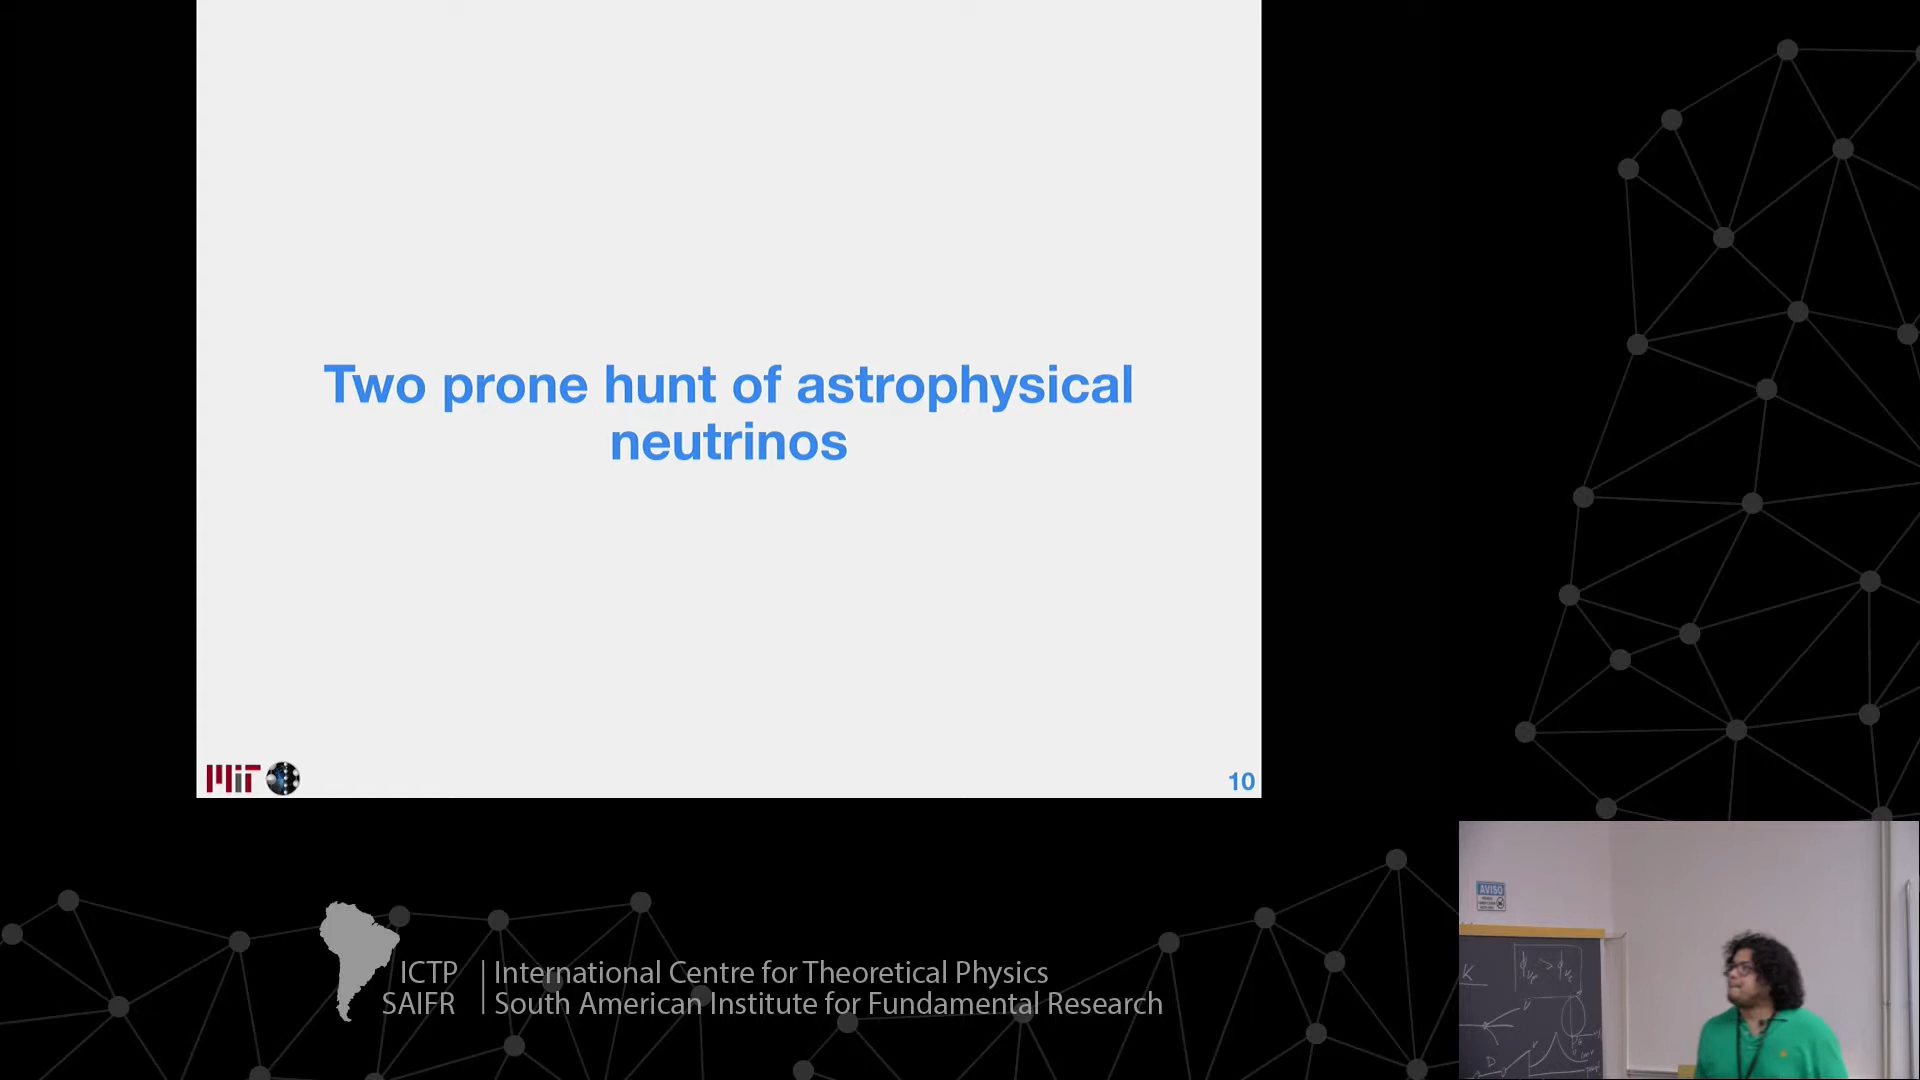 Two prone hunt of astrophysical
neutrinos
MIT
10
ICTP
SAIFR
International Centre for Theoretical Physics
South American Institute for Fundamental Research
AVISO
K
ϕ > ϕ
D